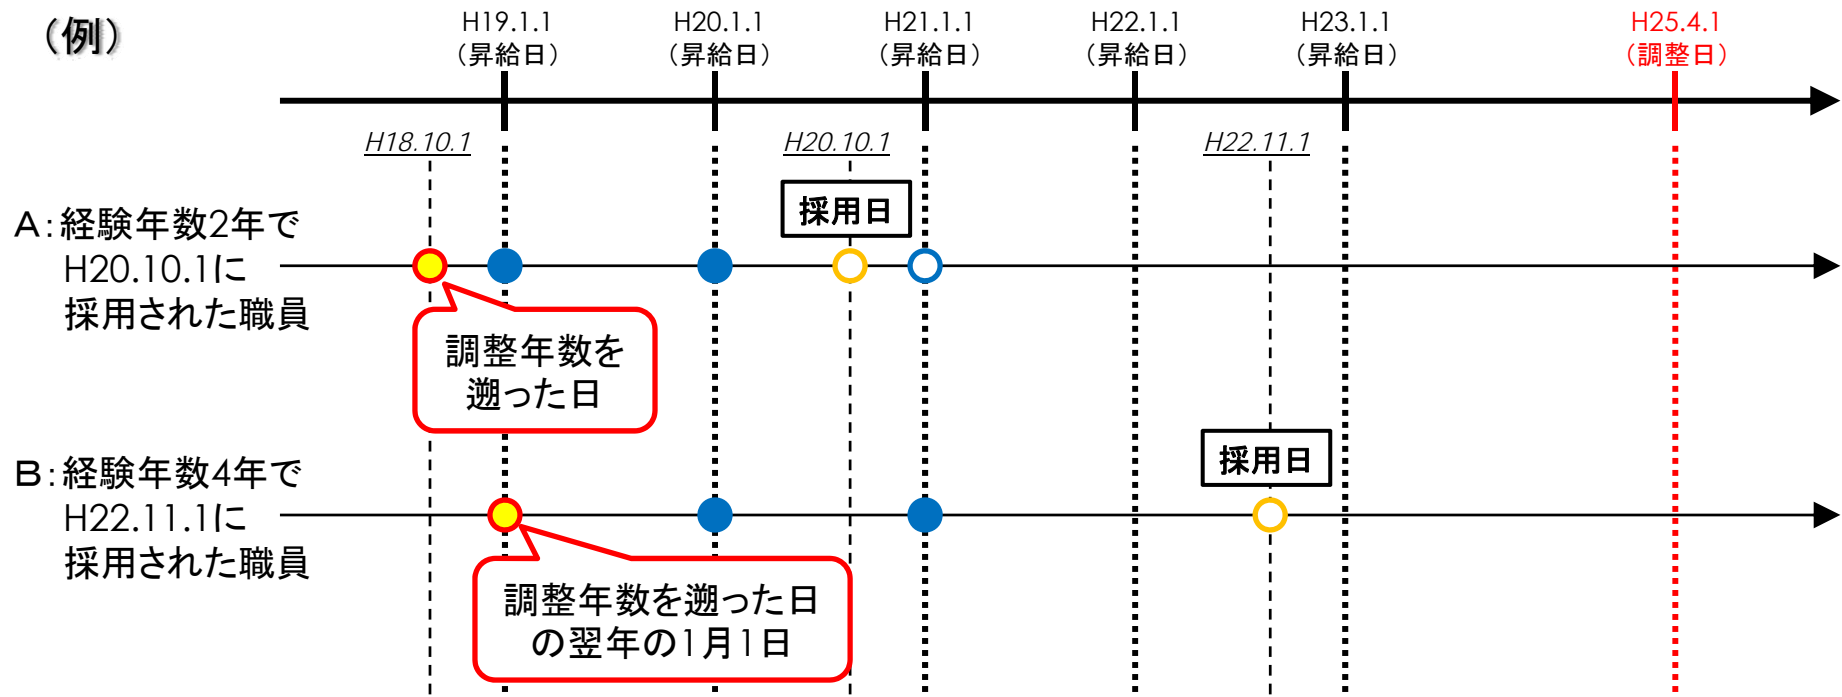 （例）
H19.1.1
（昇給日）
H20.1.1
（昇給日）
H21.1.1
（昇給日）
H22.1.1
（昇給日）
H23.1.1
（昇給日）
H25.4.1
（調整日）
H18.10.1
H20.10.1
H22.11.1
A：経験年数2年で
H20.10.1に
採用された職員
採用日
調整年数を
遡った日
B：経験年数4年で
H22.11.1に
採用された職員
採用日
調整年数を遡った日
の翌年の1月1日